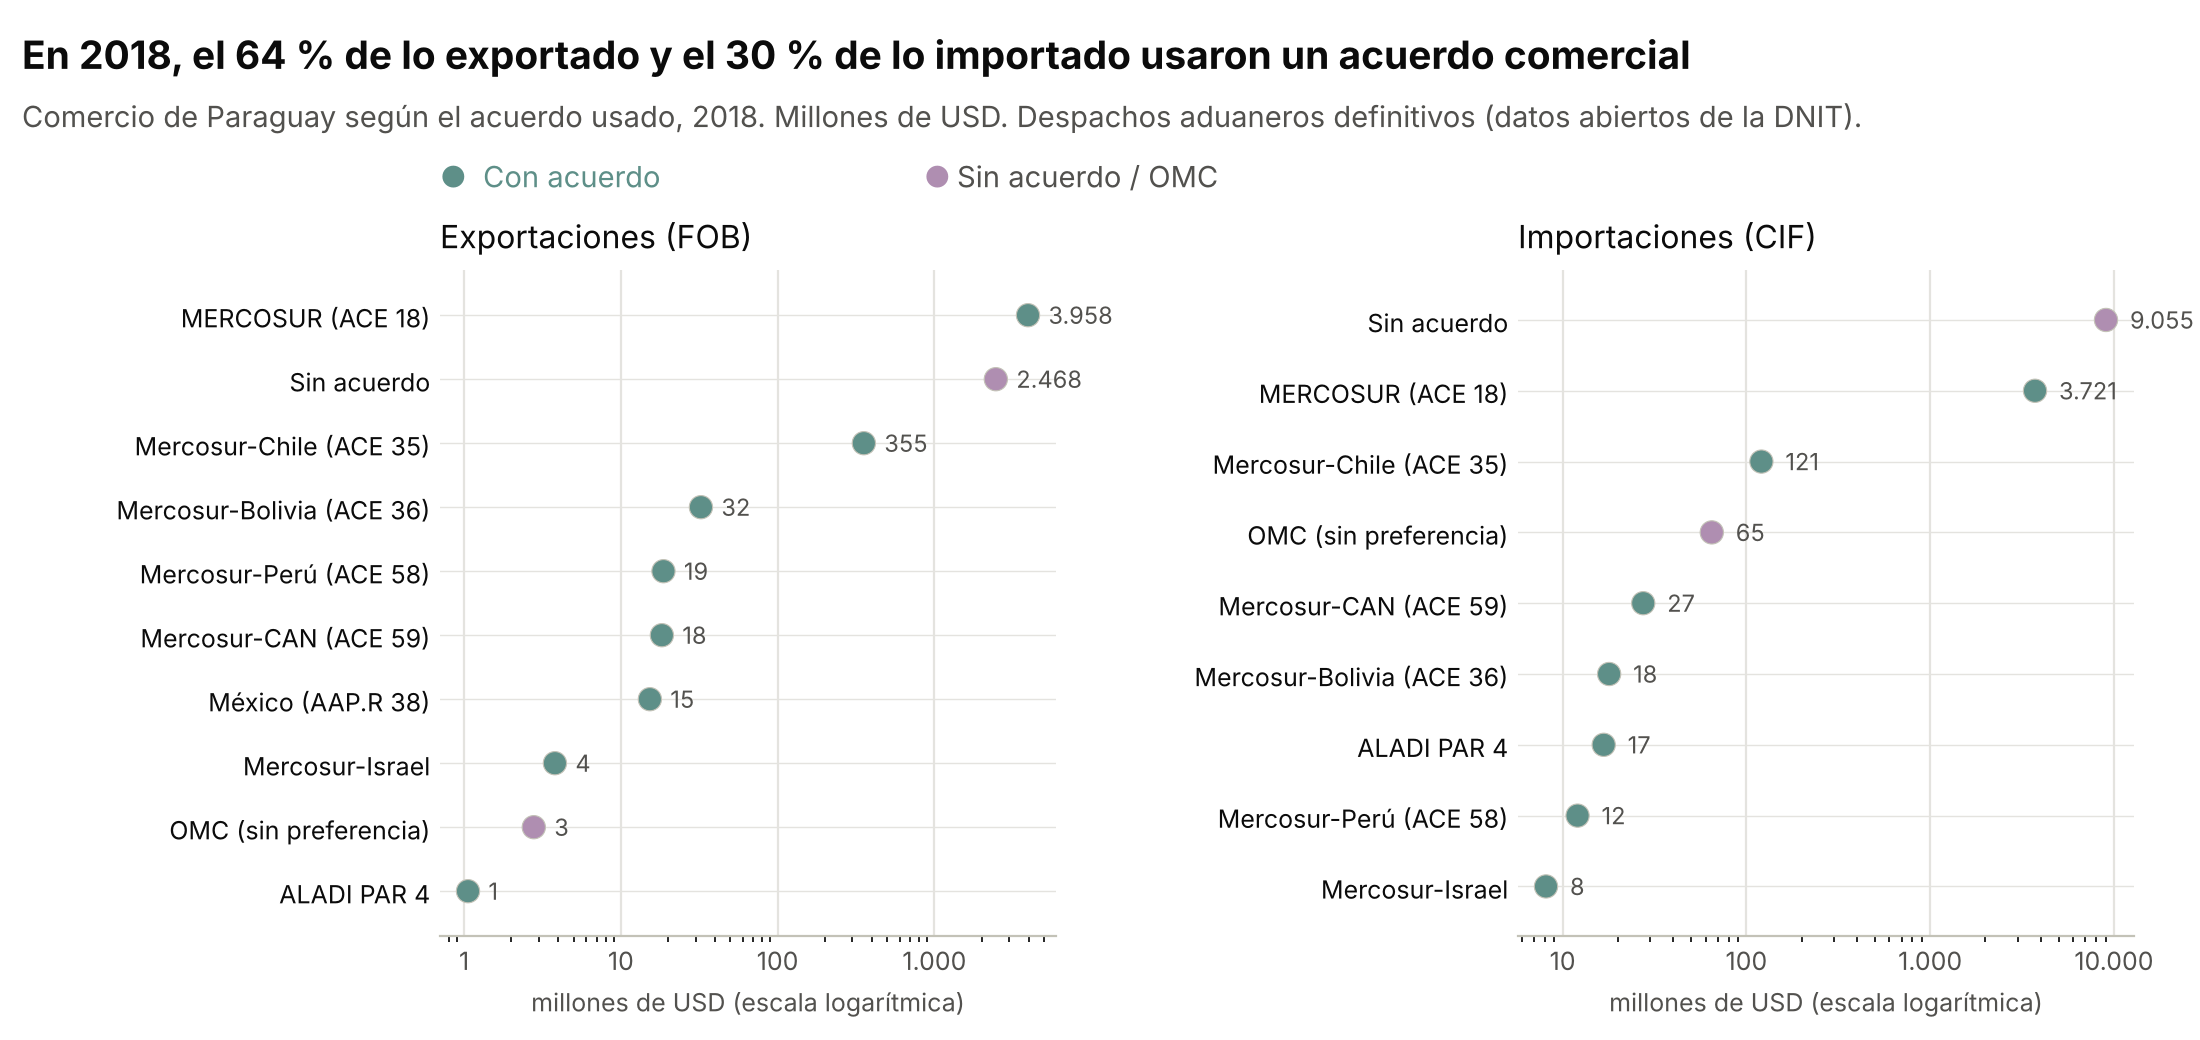 En 2018, el 64 % de lo exportado y el 30 % de lo importado usaron un acuerdo comercial
Comercio de Paraguay según el acuerdo usado, 2018. Millones de USD. Despachos aduaneros definitivos (datos abiertos de la DNIT).
Con acuerdo
Sin acuerdo / OMC
Exportaciones (FOB)
MERCOSUR (ACE 18) 3.958
Sin acuerdo 2.468
Mercosur-Chile (ACE 35) 355
Mercosur-Bolivia (ACE 36) 32
Mercosur-Perú (ACE 58) 19
Mercosur-CAN (ACE 59) 18
México (AAP.R 38) 15
Mercosur-Israel 4
OMC (sin preferencia) 3
ALADI PAR 4 1
1 10 100 1.000
millones de USD (escala logarítmica)
Importaciones (CIF)
Sin acuerdo 9.055
MERCOSUR (ACE 18) 3.721
Mercosur-Chile (ACE 35) 121
OMC (sin preferencia) 65
Mercosur-CAN (ACE 59) 27
Mercosur-Bolivia (ACE 36) 18
ALADI PAR 4 17
Mercosur-Perú (ACE 58) 12
Mercosur-Israel 8
10 100 1.000 10.000
millones de USD (escala logarítmica)